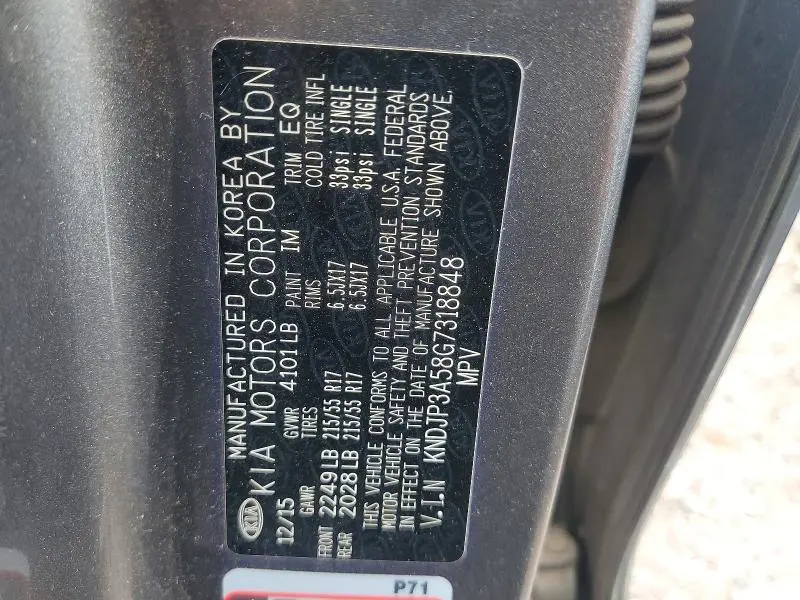 MANUFACTURED IN KOREA BY
KIA KIA MOTORS CORPORATION
12/15 GVWR 4101LB PAINT IM TRIM EQ
GAWR TIRES RIMS COLD TIRE INFL
FRONT 2249LB 215/55 R17 6.5JX17 33psi SINGLE
REAR 2028LB 215/55 R17 6.5JX17 33psi SINGLE
THIS VEHICLE CONFORMS TO ALL APPLICABLE U.S.A. FEDERAL
MOTOR VEHICLE SAFETY AND THEFT PREVENTION STANDARDS
IN EFFECT ON THE DATE OF MANUFACTURE SHOWN ABOVE.
V.I.N KNDJP3A58G7318848
MPV
P71